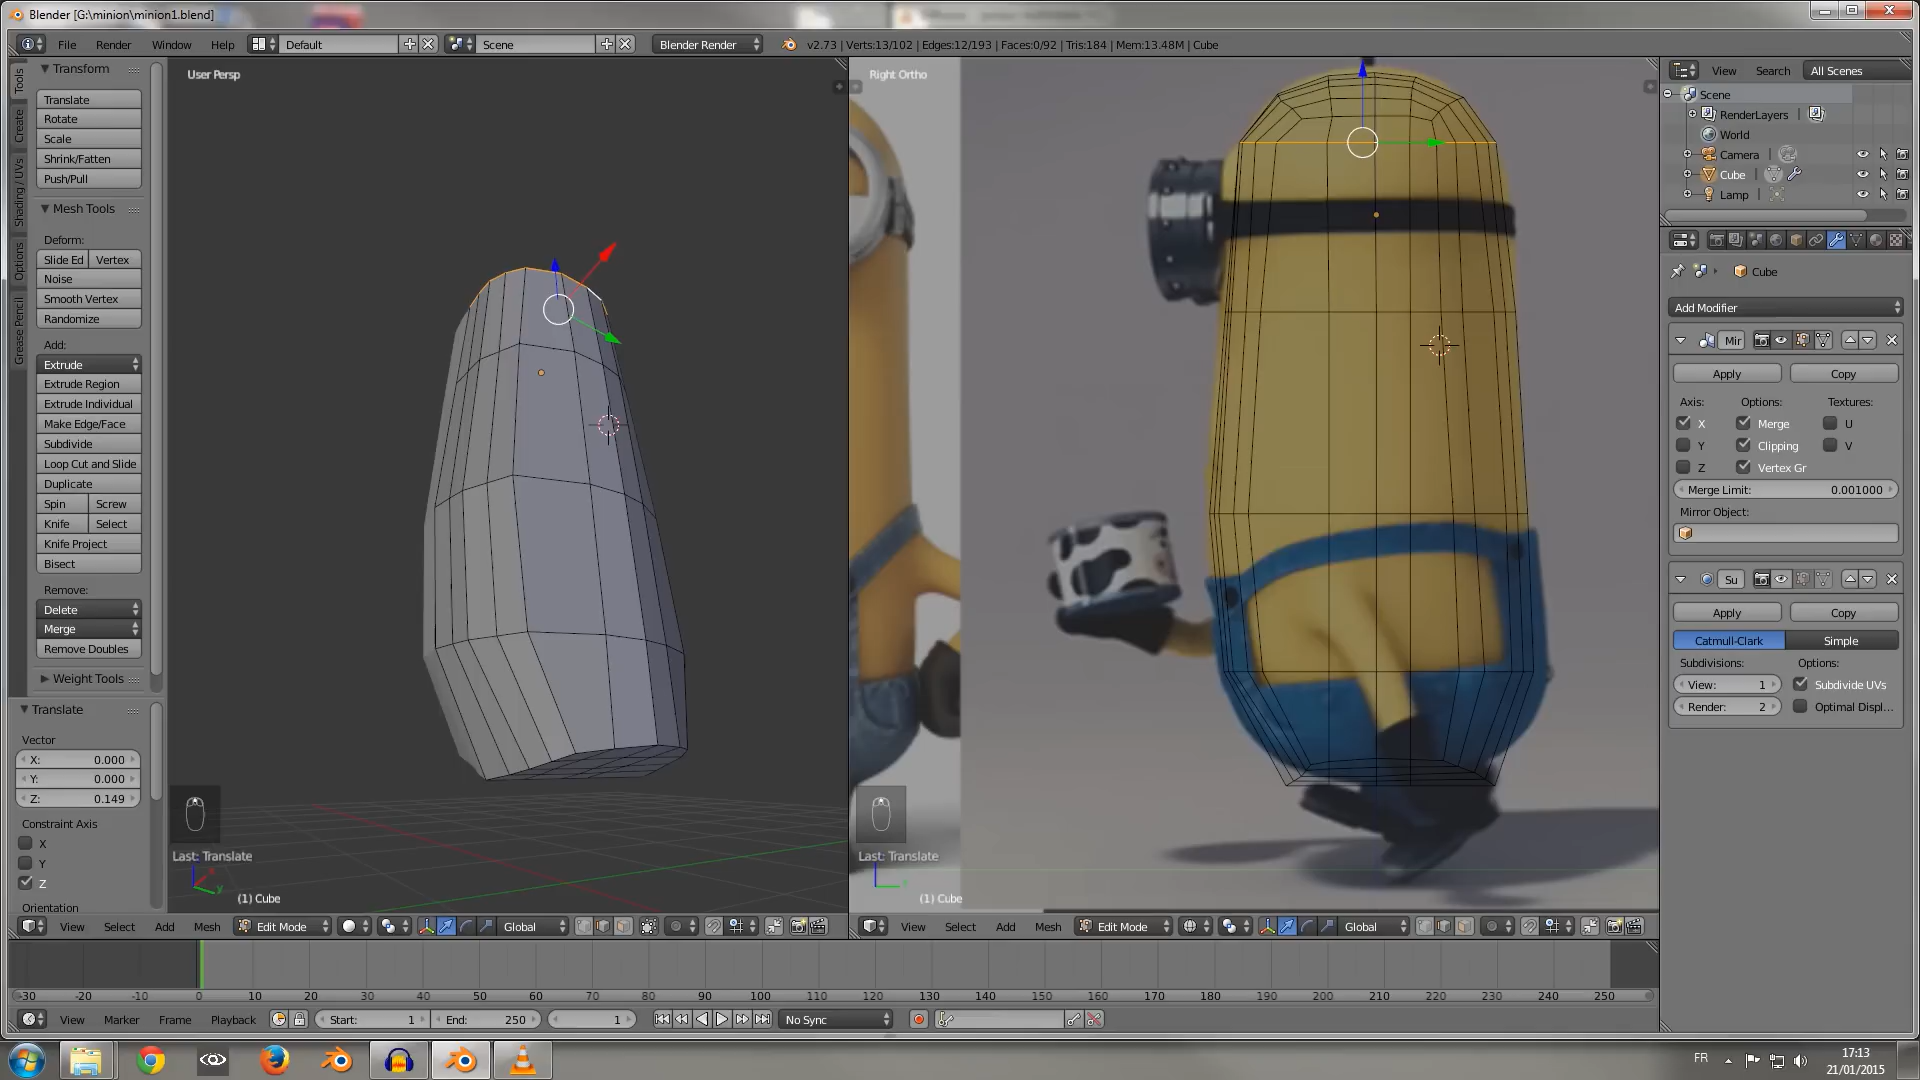 Blender [G:\minion\minion1.blend]
File Render Window Help Default Scene Blender Render v2.73 | Verts:13/102 | Edges:12/193 | Faces:0/92 | Tris:184 | Mem:13.48M | Cube
Tools
Create
Shading / UVs
Options
Grease Pencil
Transform
Translate
Rotate
Scale
Shrink/Fatten
Push/Pull
Mesh Tools
Deform:
Slide Ed Vertex
Noise
Smooth Vertex
Randomize
Add:
Extrude
Extrude Region
Extrude Individual
Make Edge/Face
Subdivide
Loop Cut and Slide
Duplicate
Spin Screw
Knife Select
Knife Project
Bisect
Remove:
Delete
Merge
Remove Doubles
Weight Tools
Translate
Vector
X: 0.000
Y: 0.000
Z: 0.149
Constraint Axis
X
Y
Z
Orientation
User Persp
Last: Translate
y
(1) Cube
View Select Add Mesh Edit Mode Global
Right Ortho
Last: Translate
(1) Cube
View Select Add Mesh Edit Mode Global
View Search All Scenes
Scene
RenderLayers
World
Camera
Cube
Lamp
Cube
Add Modifier
Mir
Apply Copy
Axis: Options: Textures:
X Merge U
Y Clipping V
Z Vertex Gr
Merge Limit: 0.001000
Mirror Object:
Su
Apply Copy
Catmull-Clark Simple
Subdivisions: Options:
View: 1 Subdivide UVs
Render: 2 Optimal Displ...
-30 -20 -10 0 10 20 30 40 50 60 70 80 90 100 110 120 130 140 150 160 170 180 190 200 210 220 230 240 250
View Marker Frame Playback Start: 1 End: 250 1 No Sync
FR
17:13
21/01/2015